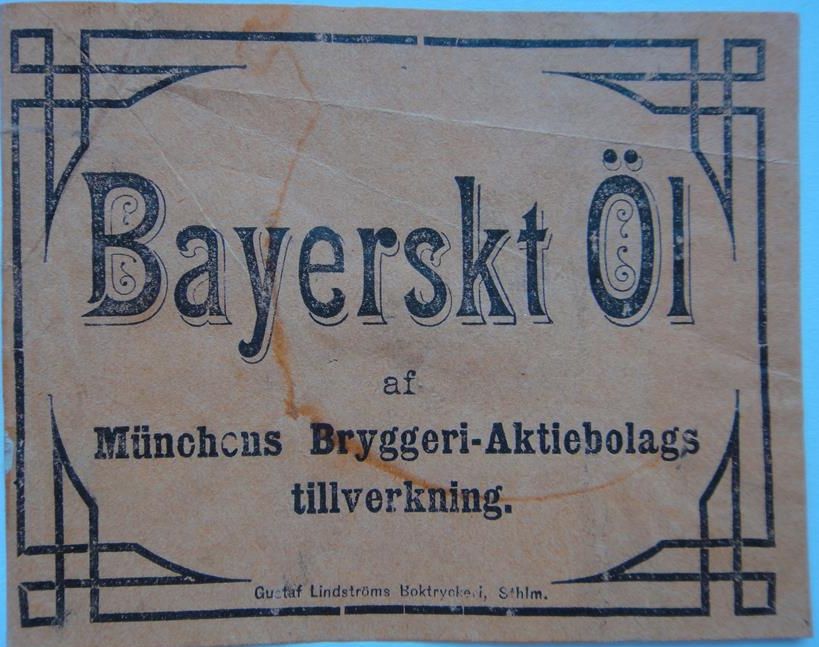 Bayerskt Öl
af
Münchens Bryggeri-Aktiebolags
tillverkning.
Gustaf Lindströms Boktryckeri, Sthlm.